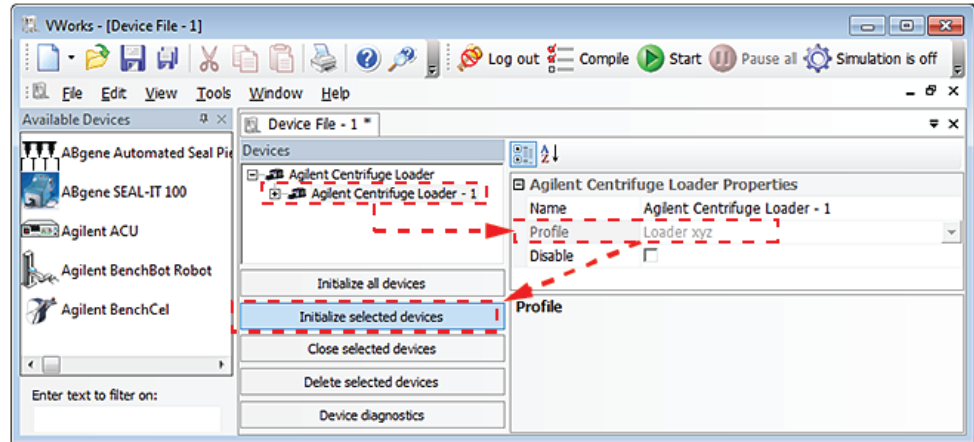 VWorks - [Device File - 1]
Log out Compile Start Pause all Simulation is off
File Edit View Tools Window Help
Available Devices
Device File - 1 *
ABgene Automated Seal Pie
ABgene SEAL-IT 100
Agilent ACU
Agilent BenchBot Robot
Agilent BenchCel
Enter text to filter on:
Devices
Agilent Centrifuge Loader
Agilent Centrifuge Loader - 1
Initialize all devices
Initialize selected devices
Close selected devices
Delete selected devices
Device diagnostics
Agilent Centrifuge Loader Properties
Name Agilent Centrifuge Loader - 1
Profile Loader xyz
Disable
Profile